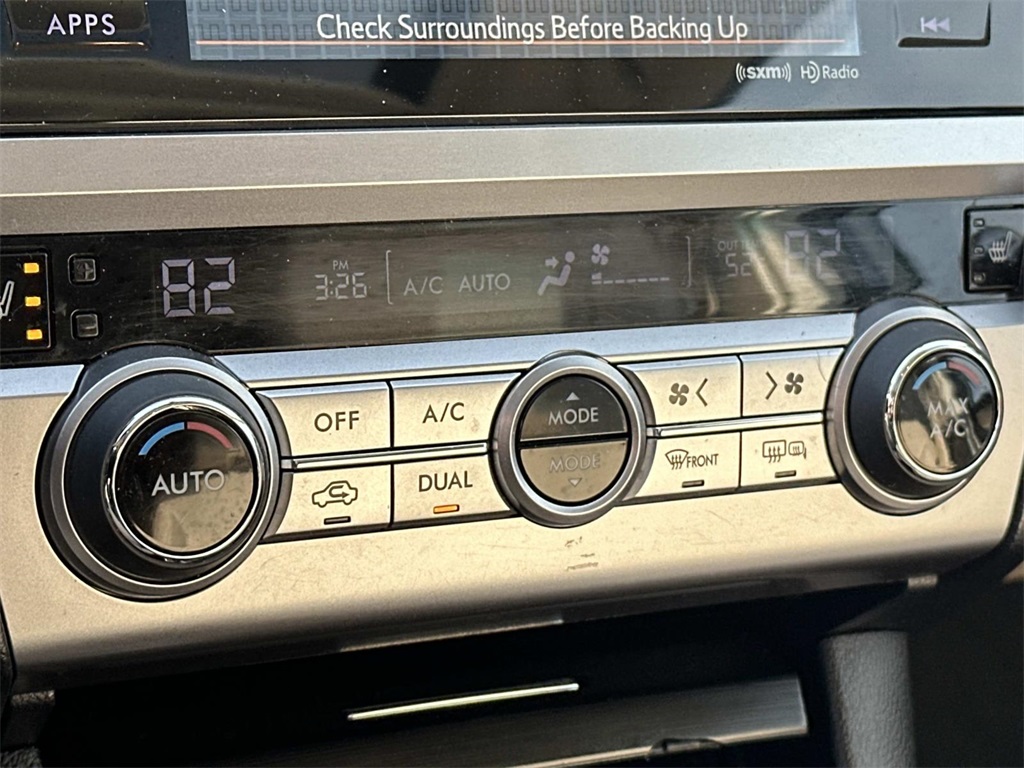 APPS
Check Surroundings Before Backing Up
sxm HD Radio
82
PM
3:26
A/C AUTO
52
82
AUTO
OFF
A/C
DUAL
MODE
MODE
FRONT
MAX
A/C